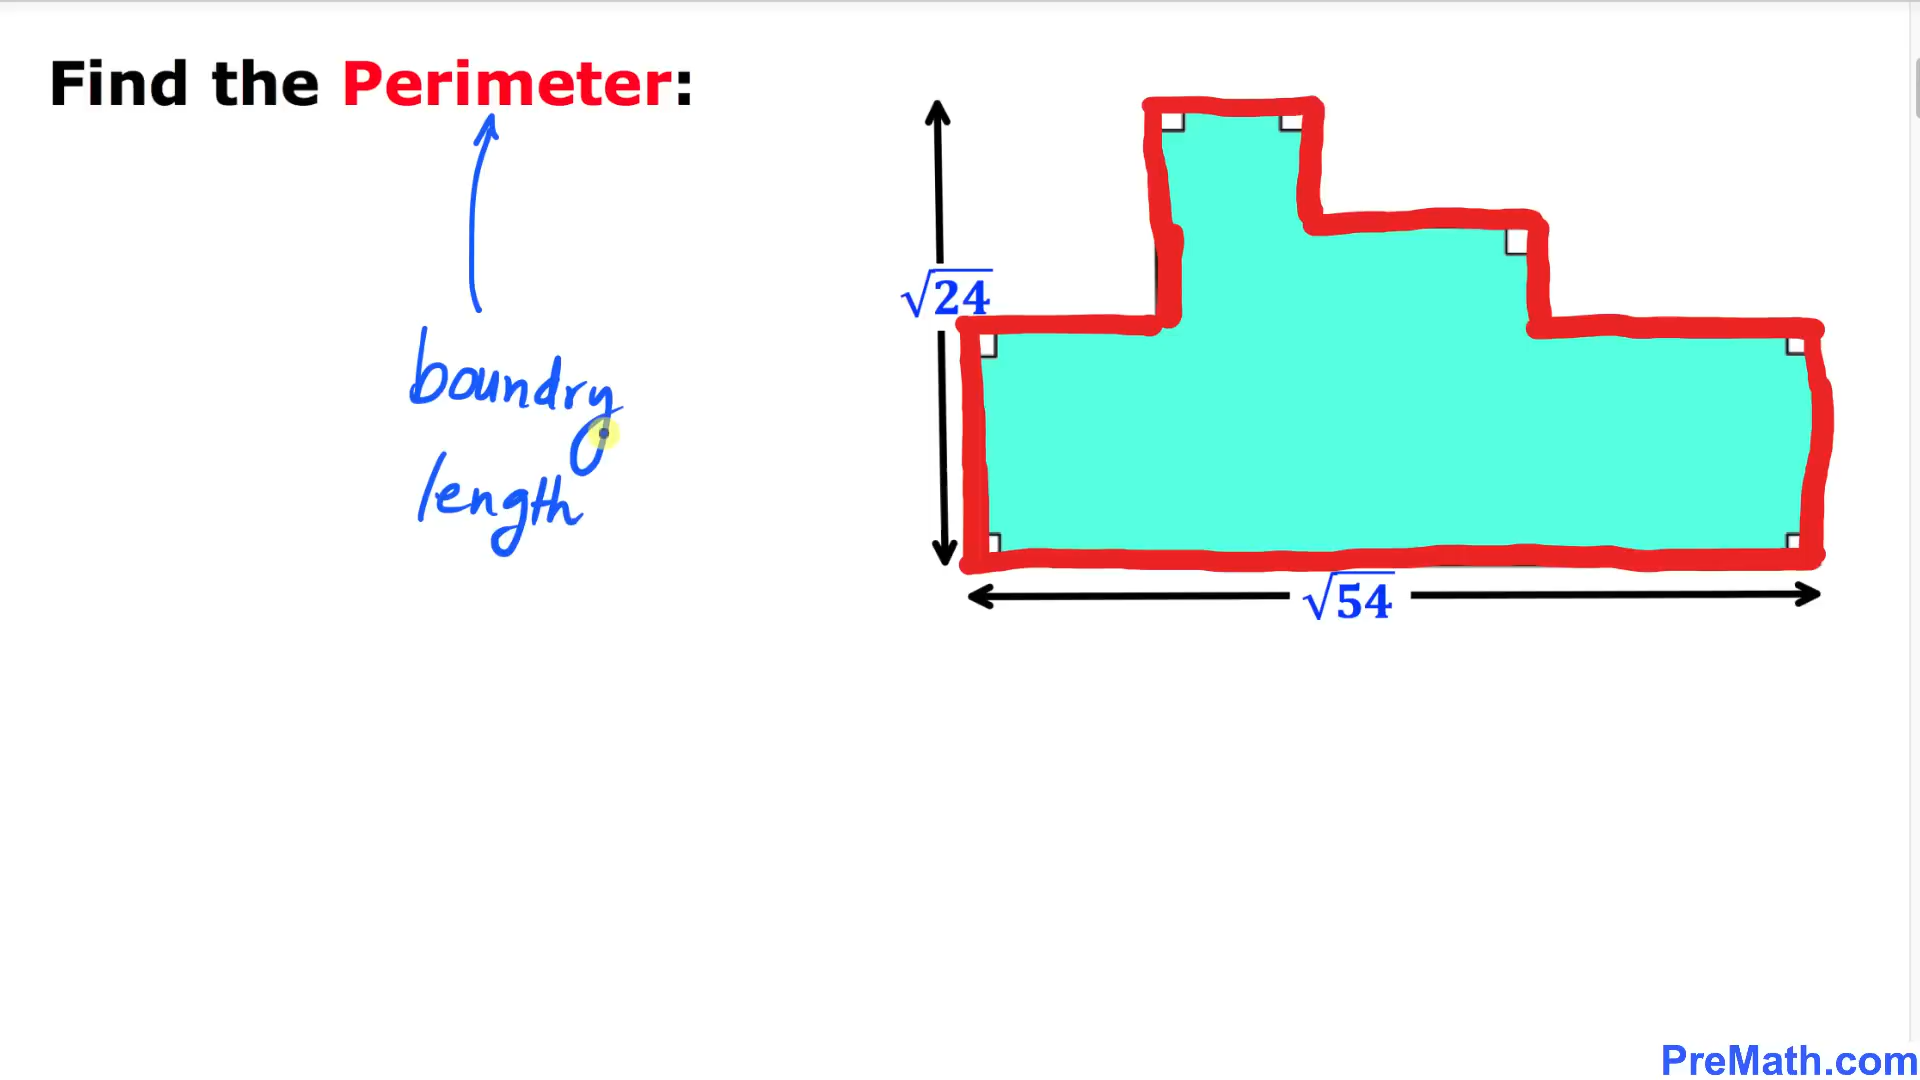 Find the Perimeter:
boundry
length
√24
√54
PreMath.com